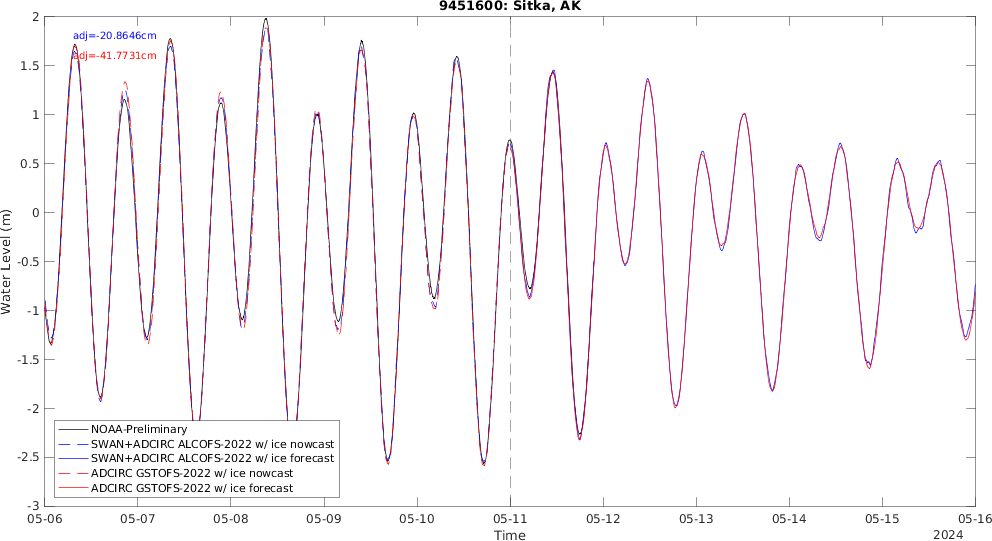 9451600: Sitka, AK
adj=-20.8646cm
adj=-41.7731cm
Water Level (m)
2
1.5
1
0.5
0
-0.5
-1
-1.5
-2
-2.5
-3
NOAA-Preliminary
SWAN+ADCIRC ALCOFS-2022 w/ ice nowcast
SWAN+ADCIRC ALCOFS-2022 w/ ice forecast
ADCIRC GSTOFS-2022 w/ ice nowcast
ADCIRC GSTOFS-2022 w/ ice forecast
05-06 05-07 05-08 05-09 05-10 05-11 05-12 05-13 05-14 05-15 05-16
Time
2024